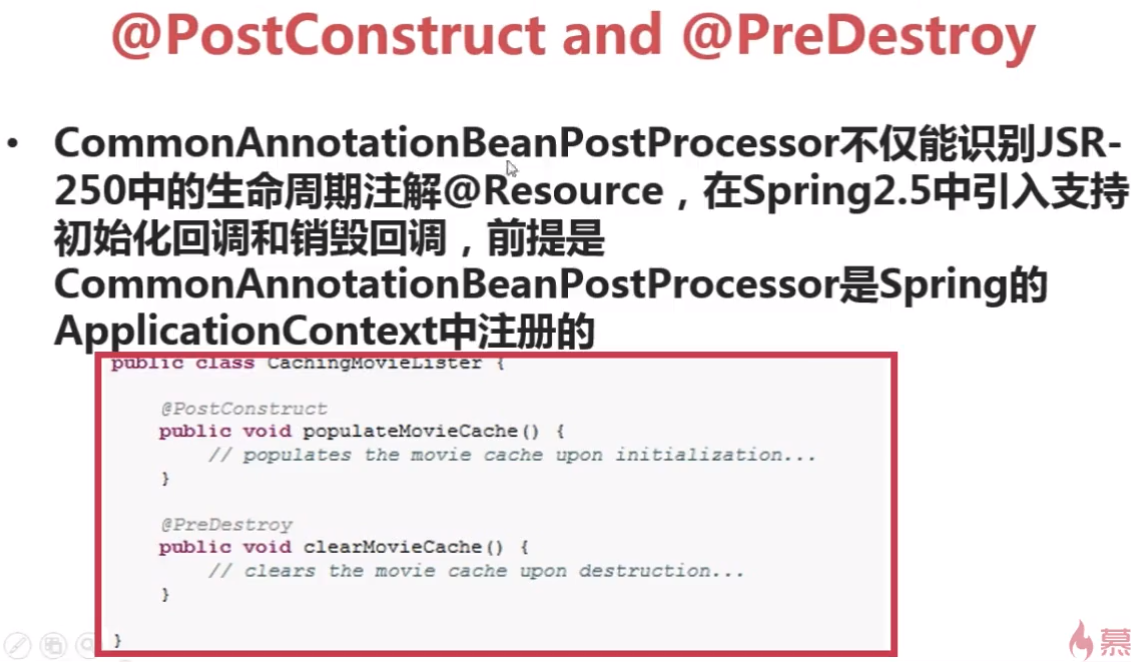 @PostConstruct and @PreDestroy
• CommonAnnotationBeanPostProcessor不仅能识别JSR-
250中的生命周期注解@Resource，在Spring2.5中引入支持
初始化回调和销毁回调，前提是
CommonAnnotationBeanPostProcessor是Spring的
ApplicationContext中注册的
public class CachingMovieLister {
@PostConstruct
public void populateMovieCache() {
// populates the movie cache upon initialization...
}
@PreDestroy
public void clearMovieCache() {
// clears the movie cache upon destruction...
}
}
慕